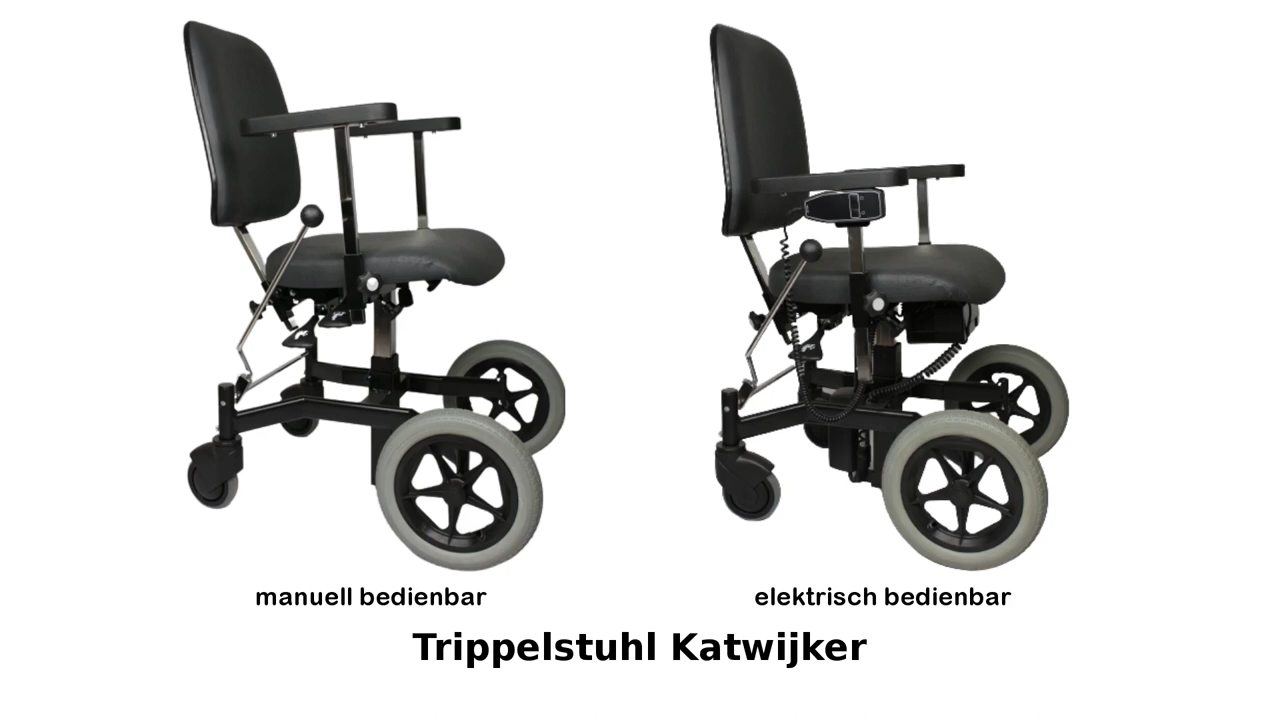 manuell bedienbar
elektrisch bedienbar
Trippelstuhl Katwijker